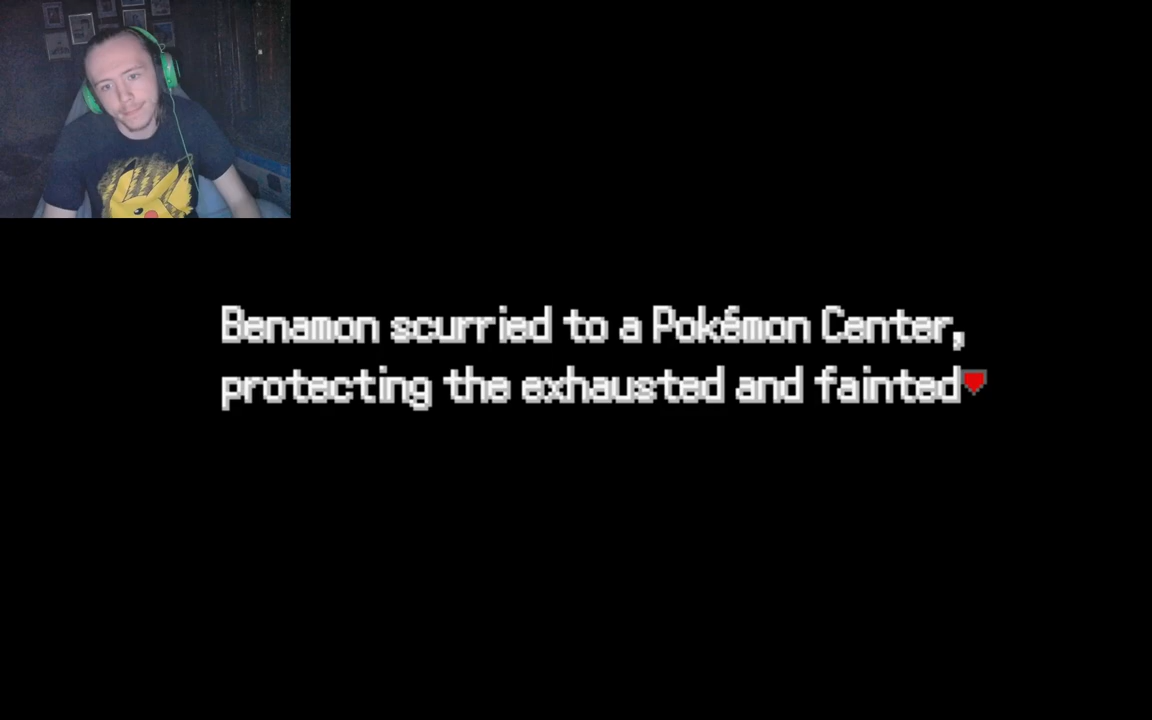 Benamon scurried to a Pokémon Center,
protecting the exhausted and fainted